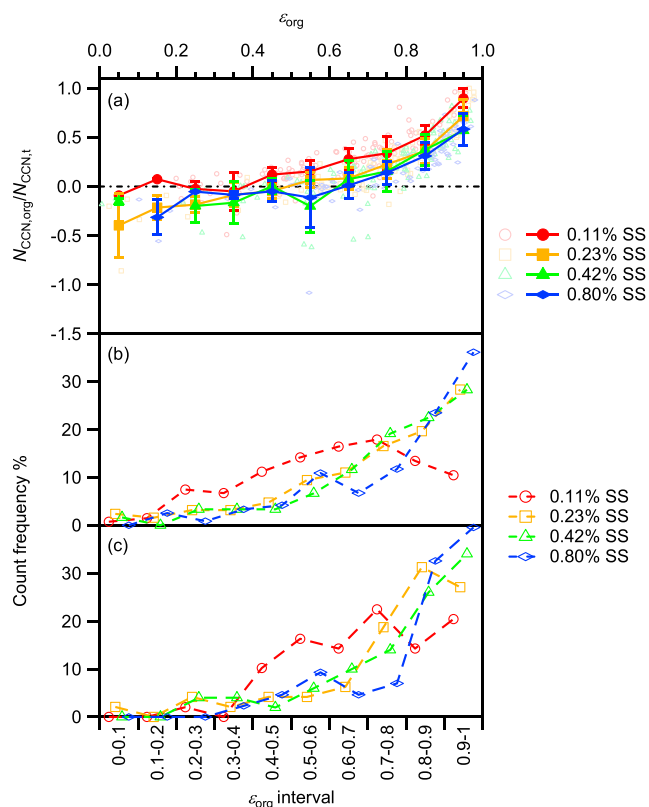 ε_org
0.0 0.2 0.4 0.6 0.8 1.0
(a)
1.0
0.5
0.0
-0.5
-1.0
-1.5
N_CCN,org/N_CCN,t
0.11% SS
0.23% SS
0.42% SS
0.80% SS
(b)
30
20
10
0
Count frequency %
(c)
30
20
10
0
0.11% SS
0.23% SS
0.42% SS
0.80% SS
0-0.1 0.1-0.2 0.2-0.3 0.3-0.4 0.4-0.5 0.5-0.6 0.6-0.7 0.7-0.8 0.8-0.9 0.9-1
ε_org interval